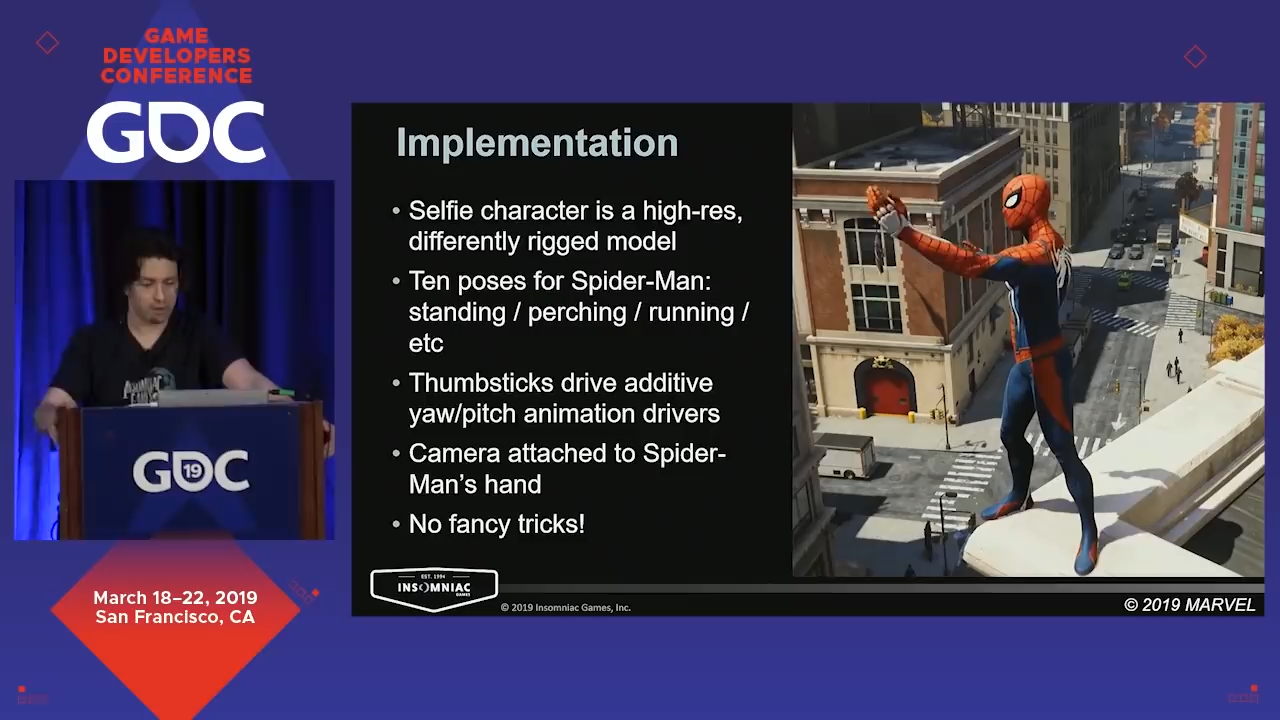 GAME
DEVELOPERS
CONFERENCE
GDC
GDC
19
March 18–22, 2019
San Francisco, CA
Implementation
• Selfie character is a high-res,
differently rigged model
• Ten poses for Spider-Man:
standing / perching / running /
etc
• Thumbsticks drive additive
yaw/pitch animation drivers
• Camera attached to Spider-
Man's hand
• No fancy tricks!
EST. 1994
INSOMNIAC
GAMES
© 2019 Insomniac Games, Inc.
© 2019 MARVEL